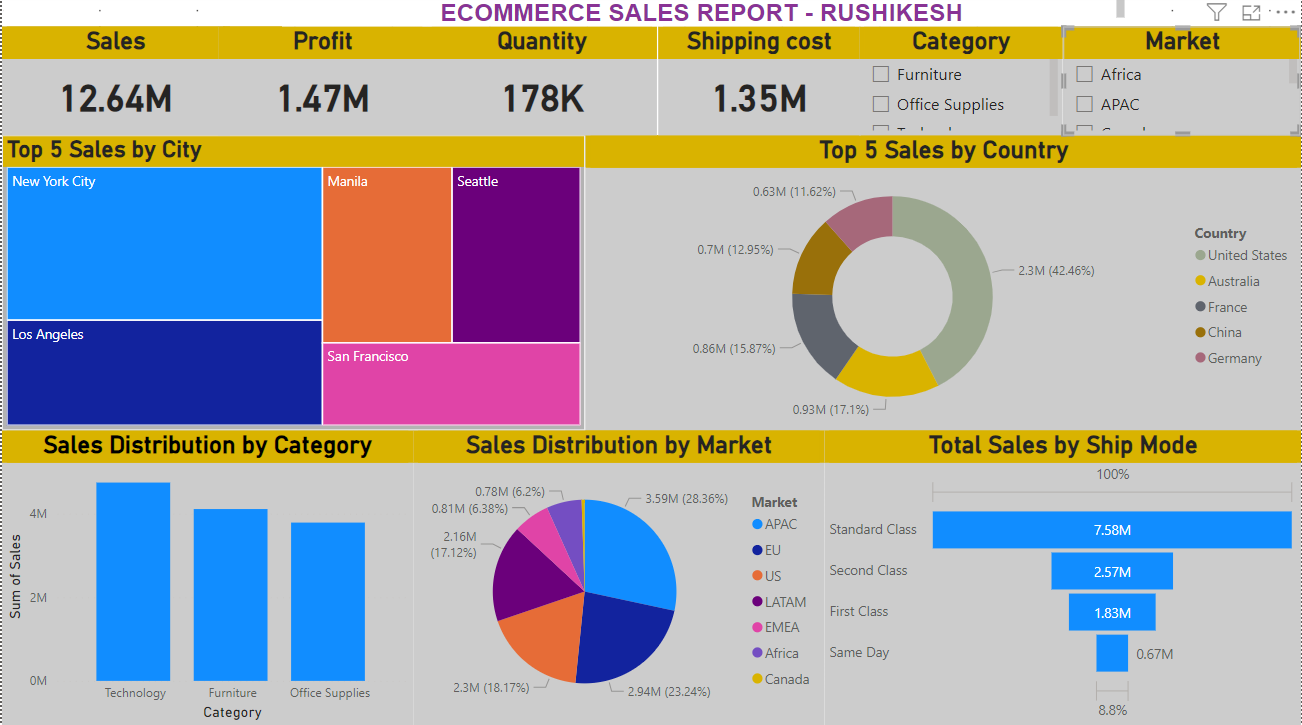 ECOMMERCE SALES REPORT - RUSHIKESH
Sales
12.64M
Profit
1.47M
Quantity
178K
Shipping cost
1.35M
Category
Furniture
Office Supplies
Market
Africa
APAC
Top 5 Sales by City
New York City
Los Angeles
Manila
Seattle
San Francisco
Top 5 Sales by Country
0.63M (11.62%)
0.7M (12.95%)
0.86M (15.87%)
0.93M (17.1%)
2.3M (42.46%)
Country
United States
Australia
France
China
Germany
Sales Distribution by Category
Sum of Sales
4M
2M
0M
Technology
Furniture
Office Supplies
Category
Sales Distribution by Market
0.78M (6.2%)
0.81M (6.38%)
2.16M
(17.12%)
2.3M (18.17%)
2.94M (23.24%)
3.59M (28.36%)
Market
APAC
EU
US
LATAM
EMEA
Africa
Canada
Total Sales by Ship Mode
100%
Standard Class
7.58M
Second Class
2.57M
First Class
1.83M
Same Day
0.67M
8.8%